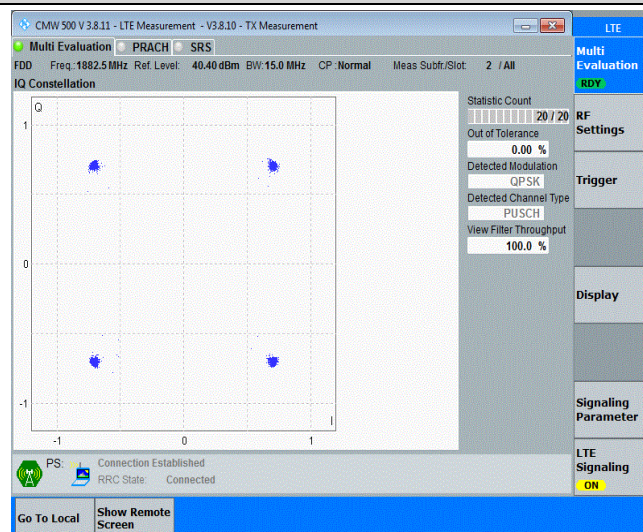 CMW 500 V 3.8.11 - LTE Measurement - V3.8.10 - TX Measurement
LTE
Multi Evaluation PRACH SRS
Multi
Evaluation
RDY
FDD Freq.: 1882.5 MHz Ref. Level: 40.40 dBm BW: 15.0 MHz CP : Normal Meas Subfr./Slot: 2 / All
IQ Constellation
Q
1
0
-1
-1 0 1
I
Statistic Count
20 / 20
Out of Tolerance
0.00 %
Detected Modulation
QPSK
Detected Channel Type
PUSCH
View Filter Throughput
100.0 %
RF
Settings
Trigger
Display
Signaling
Parameter
LTE
Signaling
ON
PS: Connection Established
RRC State: Connected
Go To Local
Show Remote
Screen